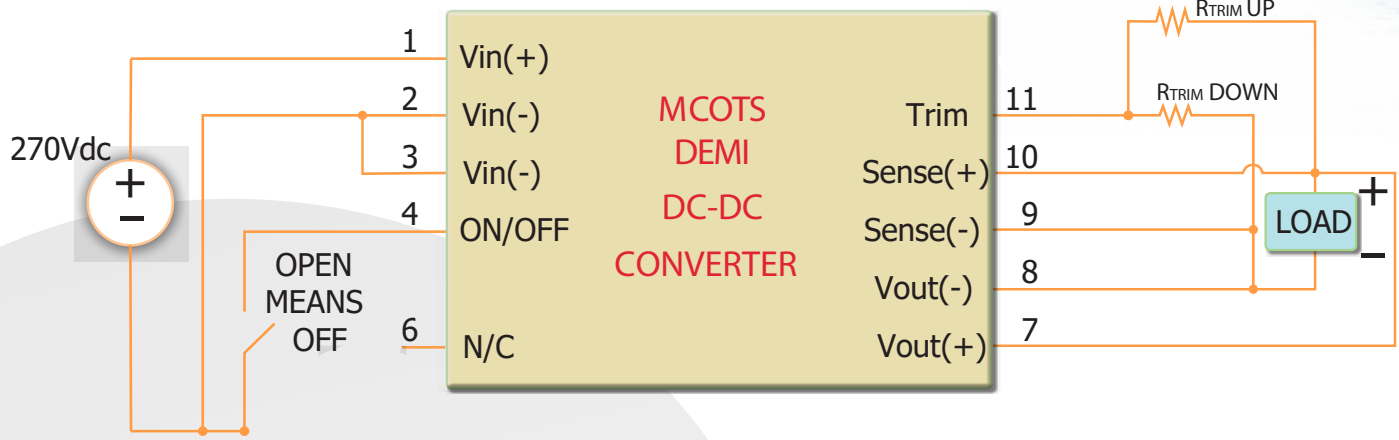 RTRIM UP
1
Vin(+)
2
Vin(-)
MCOTS
Trim
11
RTRIM DOWN
270Vdc
+
−
3
Vin(-)
DEMI
Sense(+)
10
4
ON/OFF
DC-DC
Sense(-)
9
LOAD
+
−
OPEN
MEANS
OFF
CONVERTER
Vout(-)
8
6
N/C
Vout(+)
7